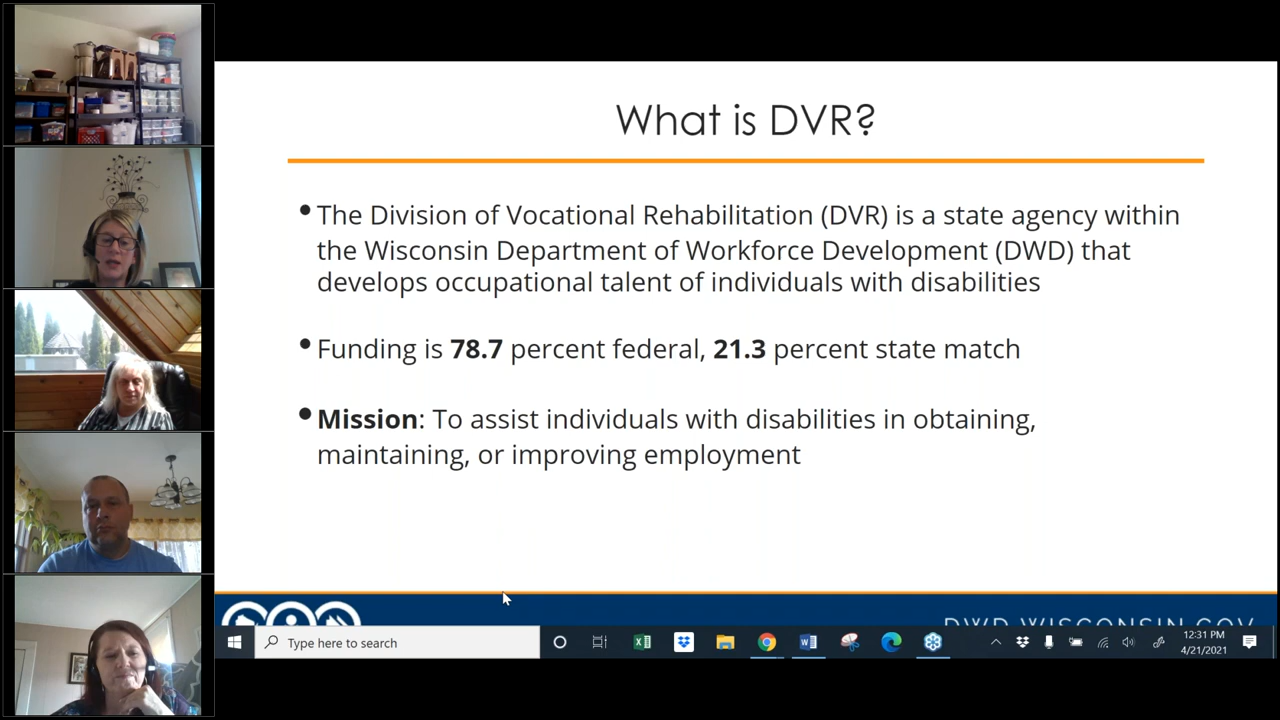 What is DVR?
• The Division of Vocational Rehabilitation (DVR) is a state agency within
the Wisconsin Department of Workforce Development (DWD) that
develops occupational talent of individuals with disabilities
• Funding is 78.7 percent federal, 21.3 percent state match
• Mission: To assist individuals with disabilities in obtaining,
maintaining, or improving employment
DWD.WISCONSIN.GOV
Type here to search
12:31 PM
4/21/2021